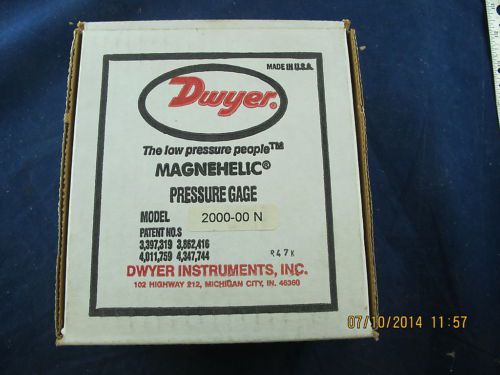 MADE IN U.S.A.
Dwyer®
The low pressure people™
MAGNEHELIC®
PRESSURE GAGE
MODEL 2000-00 N
PATENT NO.S
3,397,319 3,862,416
4,011,759 4,347,744
R47K
DWYER INSTRUMENTS, INC.
102 HIGHWAY 212, MICHIGAN CITY, IN. 46360
07/10/2014 11:57